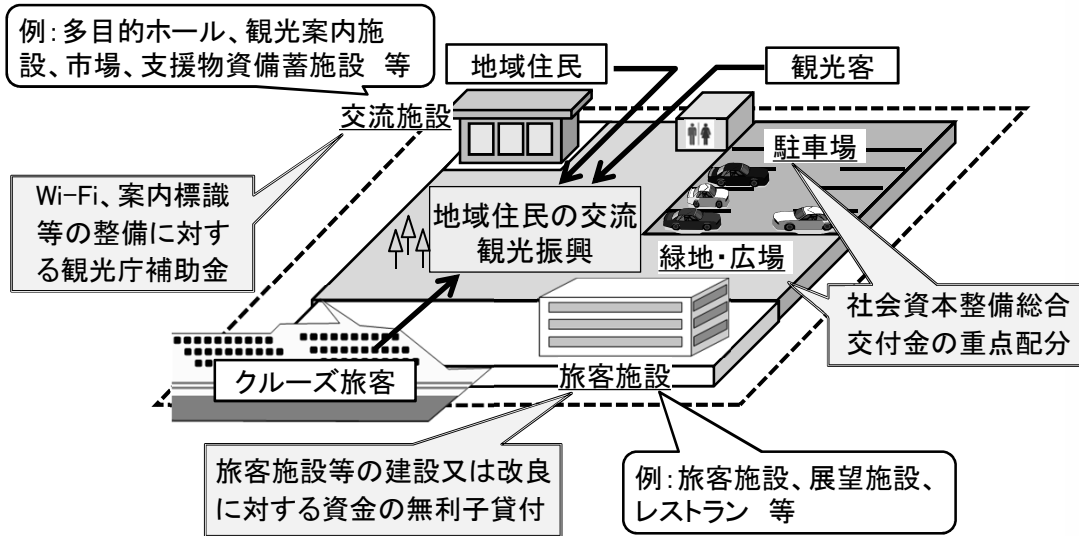 例：多目的ホール、観光案内施
設、市場、支援物資備蓄施設　等
地域住民
観光客
交流施設
駐車場
Wi-Fi、案内標識
等の整備に対す
る観光庁補助金
地域住民の交流
観光振興
緑地・広場
社会資本整備総合
交付金の重点配分
クルーズ旅客
旅客施設
旅客施設等の建設又は改良
に対する資金の無利子貸付
例：旅客施設、展望施設、
レストラン　等